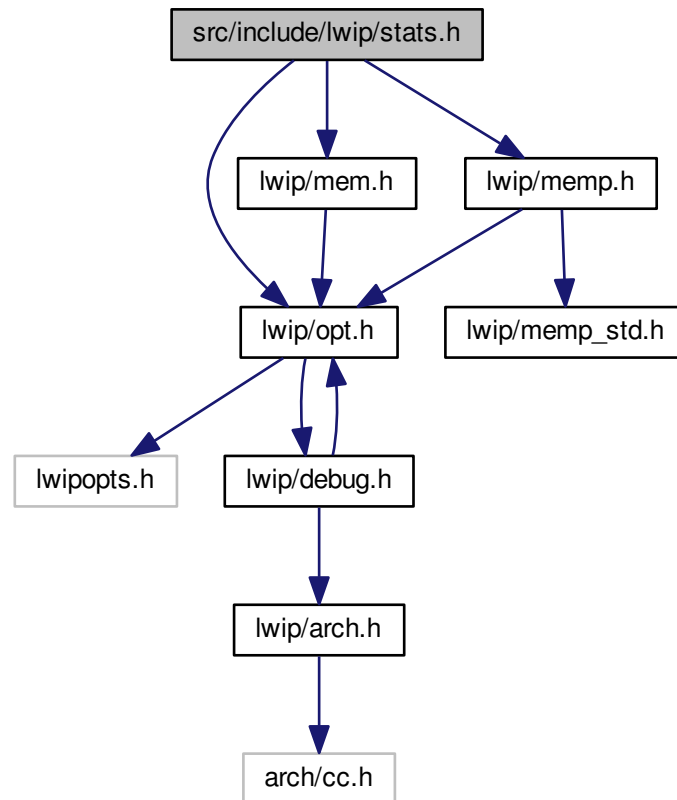 src/include/lwip/stats.h
lwip/mem.h
lwip/memp.h
lwip/opt.h
lwip/memp_std.h
lwipopts.h
lwip/debug.h
lwip/arch.h
arch/cc.h